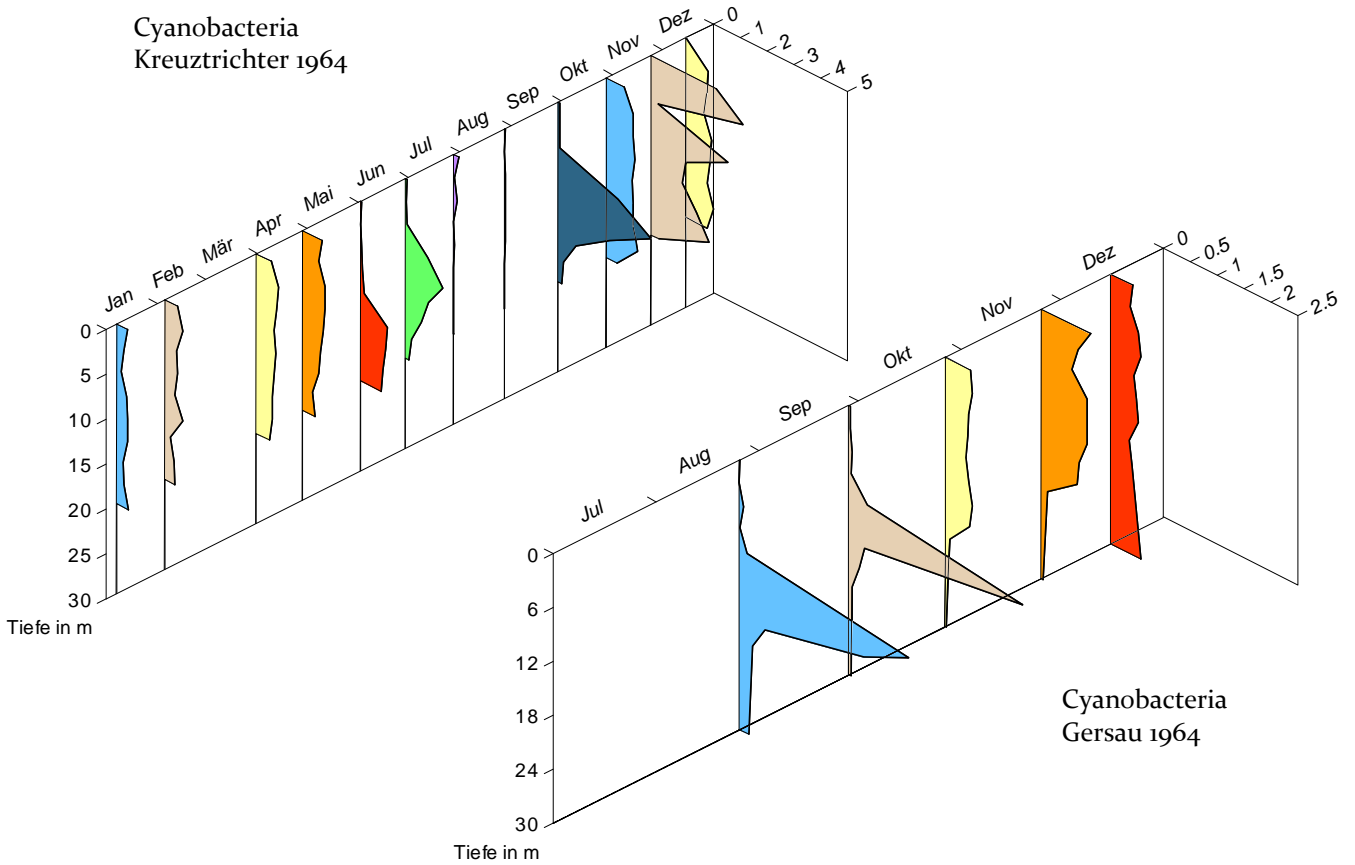 Cyanobacteria
Kreuztrichter 1964
Jan
Feb
Mär
Apr
Mai
Jun
Jul
Aug
Sep
Okt
Nov
Dez
0
1
2
3
4
5
0
5
10
15
20
25
30
Tiefe in m
Jul
Aug
Sep
Okt
Nov
Dez
0
0.5
1
1.5
2
2.5
0
6
12
18
24
30
Tiefe in m
Cyanobacteria
Gersau 1964